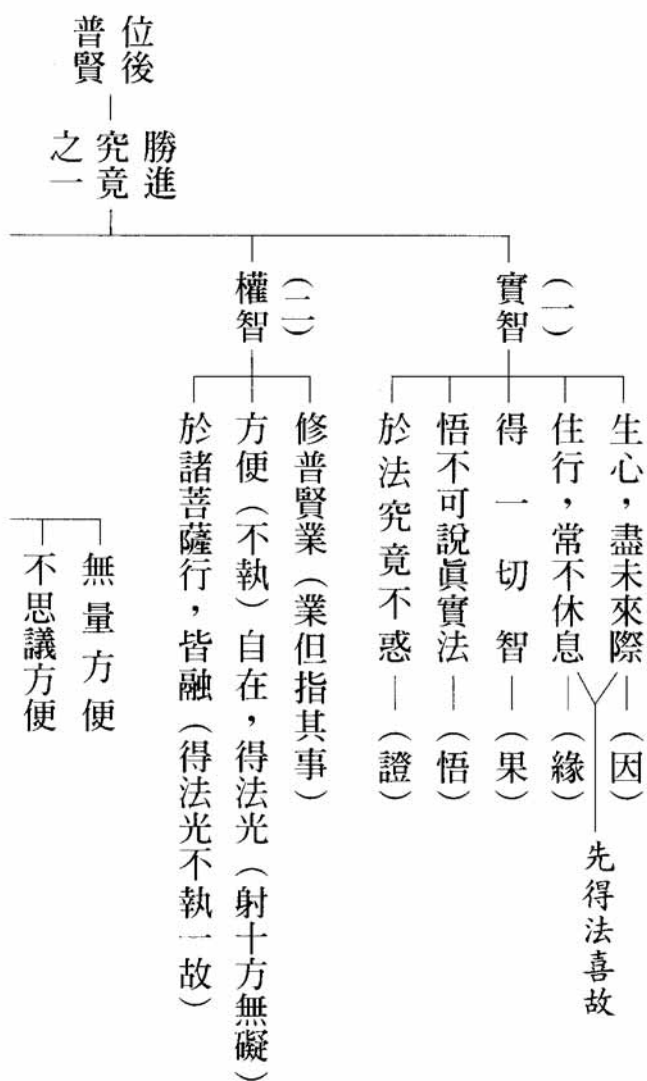 位後
普賢
勝進
究竟
之一
（一）
實智
生心，盡未來際—（因）
住行，常不休息—（緣）
先得法喜故
得一切智—（果）
悟不可說眞實法—（悟）
於法究竟不惑—（證）
（二）
權智
修普賢業（業但指其事）
方便（不執）自在，得法光（射十方無礙）
於諸菩薩行，皆融（得法光不執一故）
無量方便
不思議方便